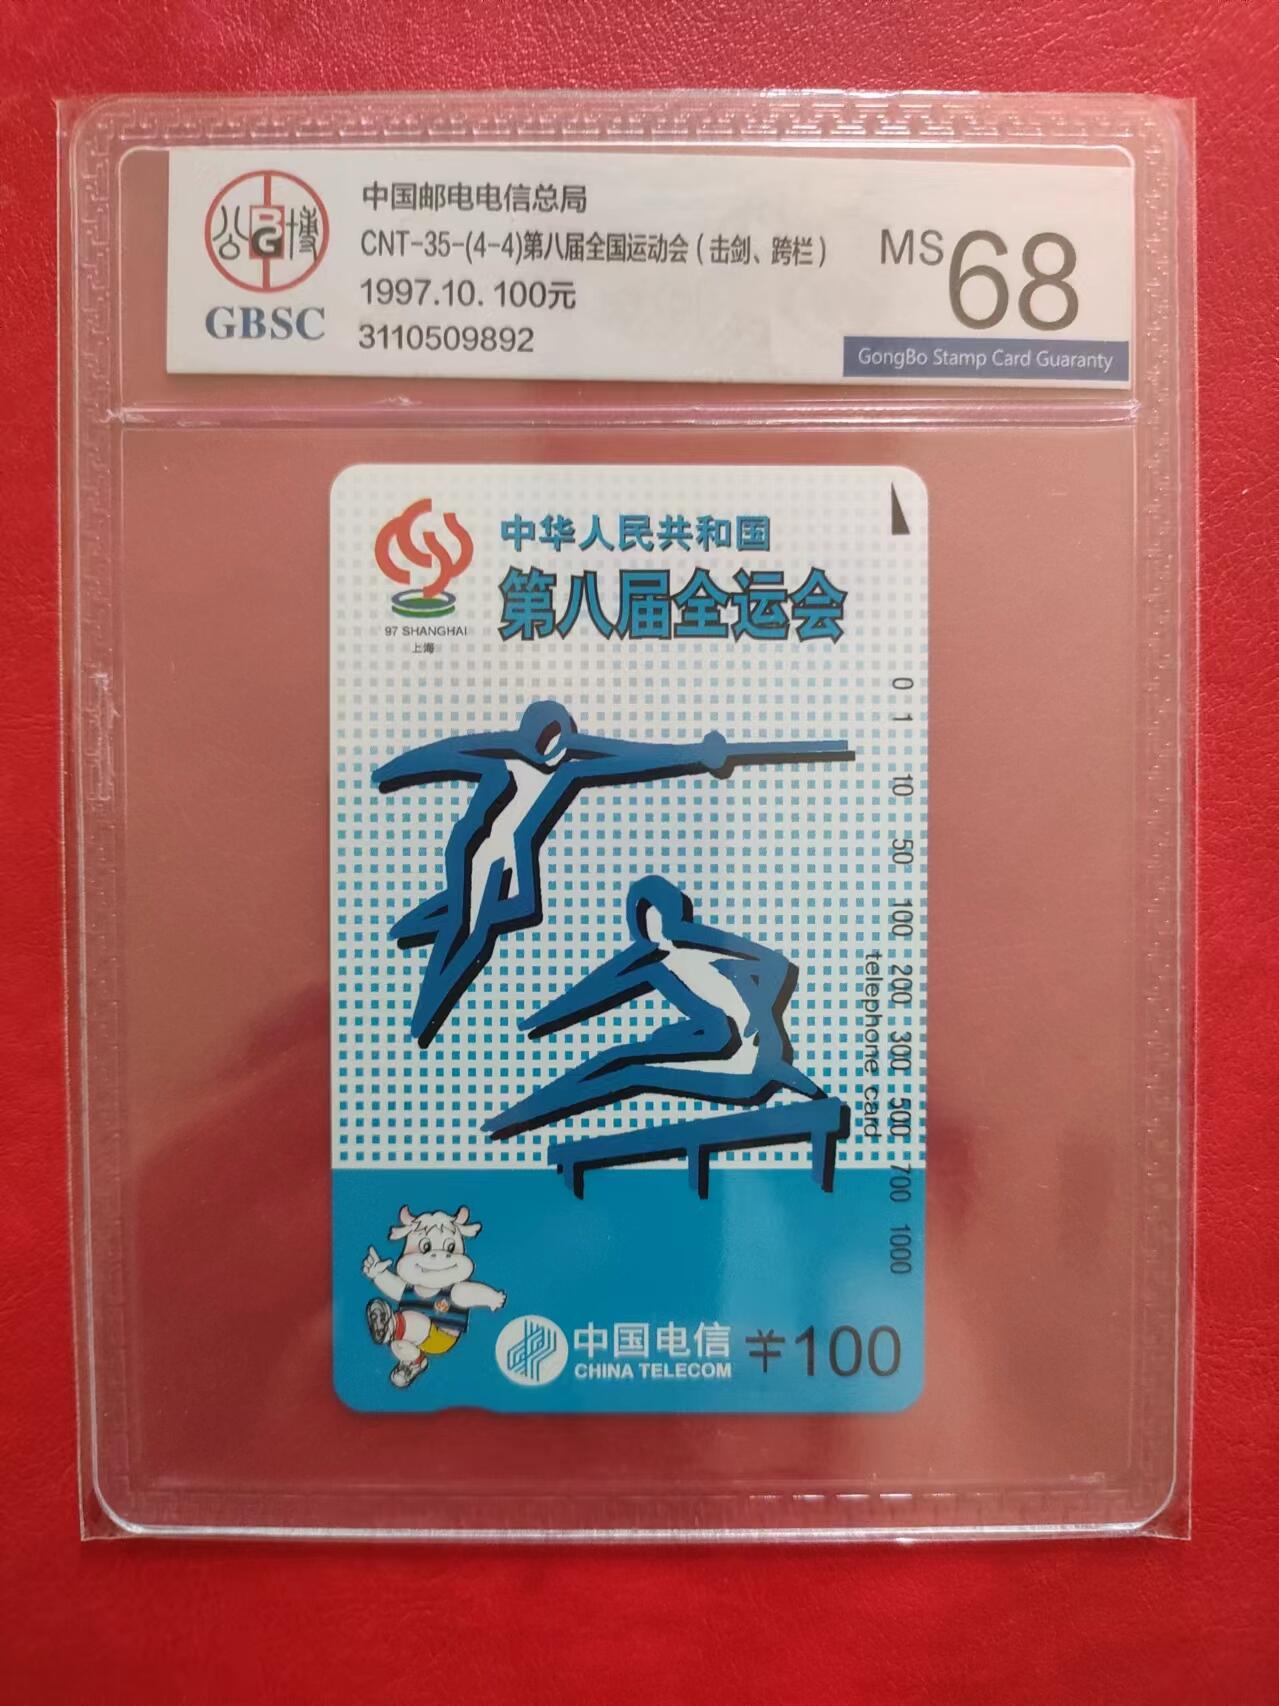 公博
BG
GBSC
中国邮电电信总局
CNT-35-(4-4)第八届全国运动会(击剑、跨栏)
1997.10. 100元
3110509892
MS 68
GongBo Stamp Card Guaranty
中华人民共和国
第八届全运会
97 SHANGHAI
上海
0 1 10 50 100 200 300 500 700 1000
telephone card
中国电信
CHINA TELECOM
¥100